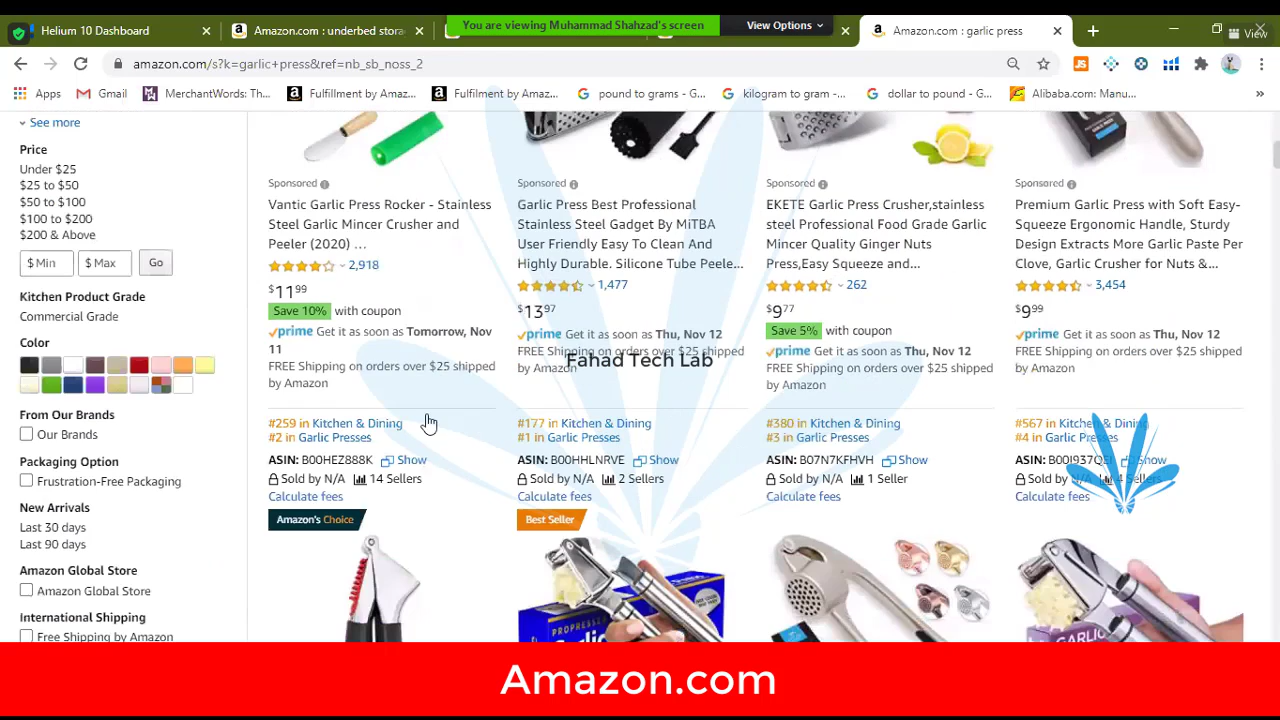 You are viewing Muhammad Shahzad's screen
View Options
Helium 10 Dashboard
Amazon.com : underbed stora
Amazon.com : garlic press
View
amazon.com/s?k=garlic+press&ref=nb_sb_noss_2
Apps
Gmail
MerchantWords: Th...
Fulfillment by Amaz...
Fulfillment by Amaz...
pound to grams - G...
kilogram to gram -...
dollar to pound - G...
Alibaba.com: Manu...
»
See more
Price
Under $25
$25 to $50
$50 to $100
$100 to $200
$200 & Above
$ Min
$ Max
Go
Kitchen Product Grade
Commercial Grade
Color
From Our Brands
Our Brands
Packaging Option
Frustration-Free Packaging
New Arrivals
Last 30 days
Last 90 days
Amazon Global Store
Amazon Global Store
International Shipping
Free Shipping by Amazon
Sponsored
Vantic Garlic Press Rocker - Stainless
Steel Garlic Mincer Crusher and
Peeler (2020) ...
2,918
$1199
Save 10% with coupon
prime Get it as soon as Tomorrow, Nov
11
FREE Shipping on orders over $25 shipped
by Amazon
#259 in Kitchen & Dining
#2 in Garlic Presses
ASIN: B00HEZ888K Show
Sold by N/A 14 Sellers
Calculate fees
Amazon's Choice
Sponsored
Garlic Press Best Professional
Stainless Steel Gadget By MiTBA
User Friendly Easy To Clean And
Highly Durable. Silicone Tube Peele...
1,477
$1397
prime Get it as soon as Thu, Nov 12
FREE Shipping on orders over $25 shipped
by Amazon
#177 in Kitchen & Dining
#1 in Garlic Presses
ASIN: B00HHLNRVE Show
Sold by N/A 2 Sellers
Calculate fees
Best Seller
Sponsored
EKETE Garlic Press Crusher,stainless
steel Professional Food Grade Garlic
Mincer Quality Ginger Nuts
Press,Easy Squeeze and...
262
$977
Save 5% with coupon
prime Get it as soon as Thu, Nov 12
FREE Shipping on orders over $25 shipped
by Amazon
#380 in Kitchen & Dining
#3 in Garlic Presses
ASIN: B07N7KFHVH Show
Sold by N/A 1 Seller
Calculate fees
Sponsored
Premium Garlic Press with Soft Easy-
Squeeze Ergonomic Handle, Sturdy
Design Extracts More Garlic Paste Per
Clove, Garlic Crusher for Nuts &...
3,454
$999
prime Get it as soon as Thu, Nov 12
FREE Shipping on orders over $25 shipped
by Amazon
#567 in Kitchen & Dining
#4 in Garlic Presses
ASIN: Show
Sold by N/A 4 Sellers
Calculate fees
Fahad Tech Lab
Amazon.com